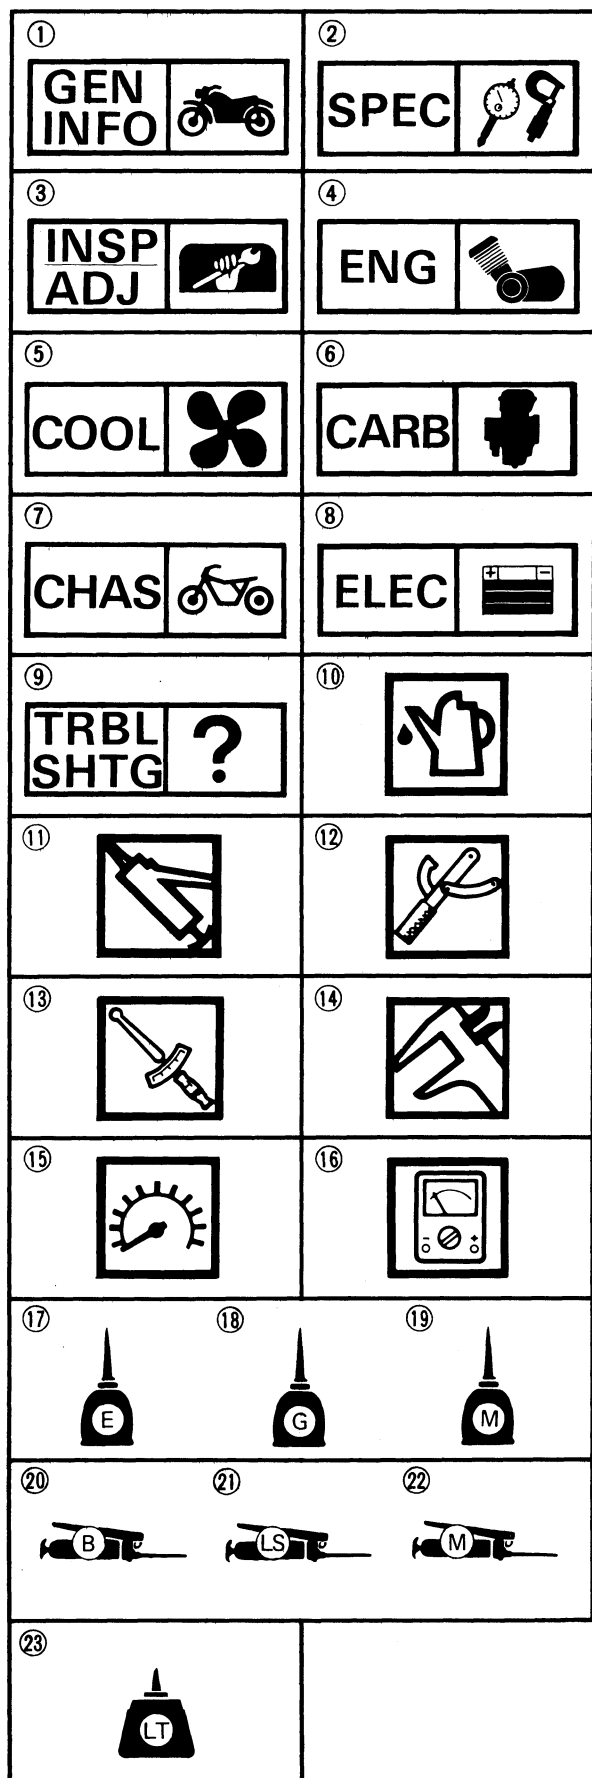 ① ②
GEN
INFO
SPEC
③ ④
INSP
ADJ
ENG
⑤ ⑥
COOL
CARB
⑦ ⑧
CHAS
ELEC
+ −
⑨ ⑩
TRBL
SHTG
?
⑪ ⑫
⑬ ⑭
⑮ ⑯
− +
⑰ ⑱ ⑲
E G M
⑳ ㉑ ㉒
B LS M
㉓
LT